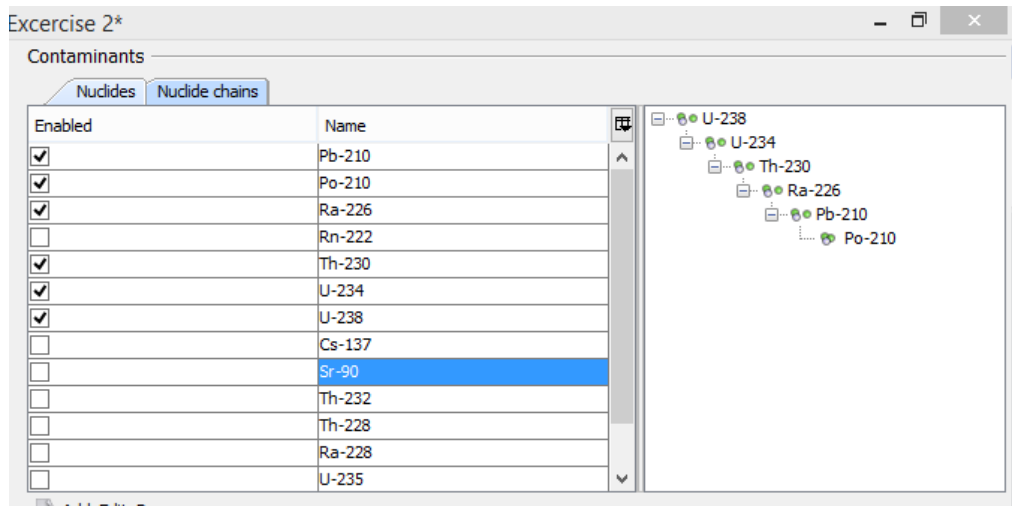 Excercise 2*
Contaminants
Nuclides Nuclide chains
Enabled Name
Pb-210
Po-210
Ra-226
Rn-222
Th-230
U-234
U-238
Cs-137
Sr-90
Th-232
Th-228
Ra-228
U-235
U-238
U-234
Th-230
Ra-226
Pb-210
Po-210